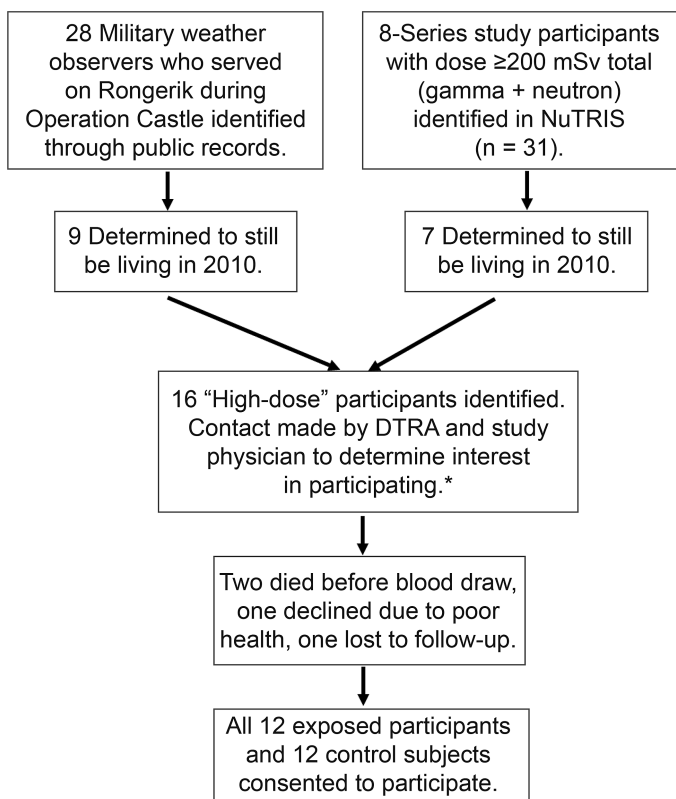 28 Military weather
observers who served
on Rongerik during
Operation Castle identified
through public records.
8-Series study participants
with dose ≥200 mSv total
(gamma + neutron)
identified in NuTRIS
(n = 31).
9 Determined to still
be living in 2010.
7 Determined to still
be living in 2010.
16 “High-dose” participants identified.
Contact made by DTRA and study
physician to determine interest
in participating.*
Two died before blood draw,
one declined due to poor
health, one lost to follow-up.
All 12 exposed participants
and 12 control subjects
consented to participate.